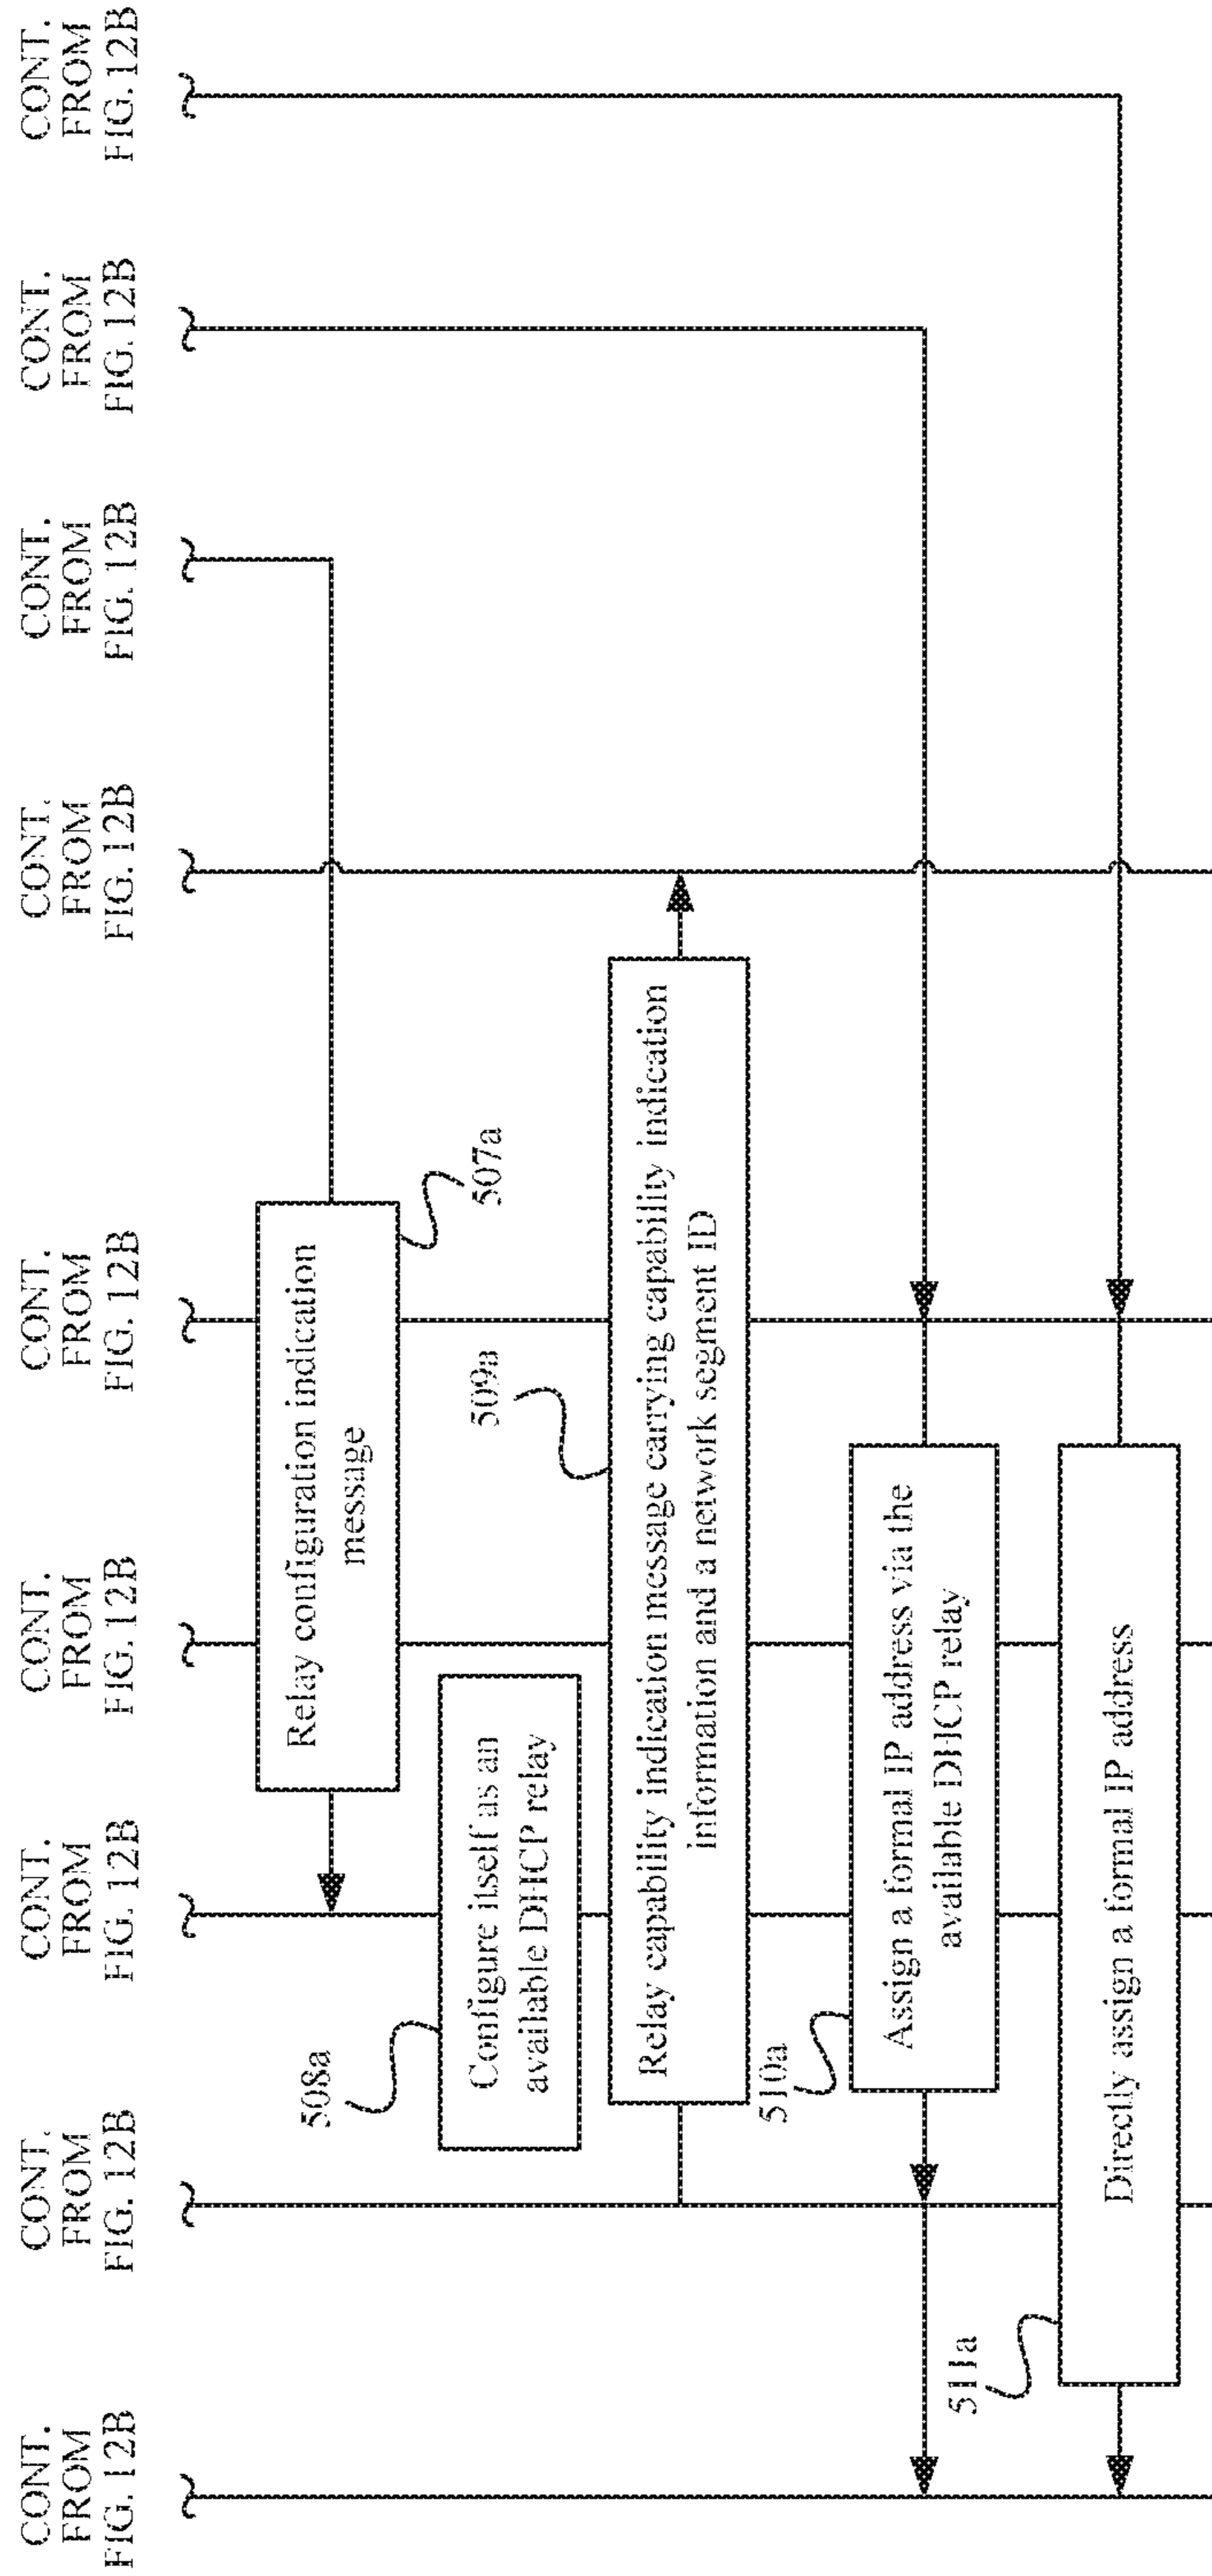 CONT.
FROM
FIG. 12B
CONT.
FROM
FIG. 12B
CONT.
FROM
FIG. 12B
CONT.
FROM
FIG. 12B
CONT.
FROM
FIG. 12B
CONT.
FROM
FIG. 12B
CONT.
FROM
FIG. 12B
CONT.
FROM
FIG. 12B
CONT.
FROM
FIG. 12B
Relay configuration indication
message
507a
508a
Configure itself as an
available DHCP relay
509a
Relay capability indication message carrying capability indication
information and a network segment ID
510a
Assign a formal IP address via the
available DHCP relay
511a
Directly assign a formal IP address